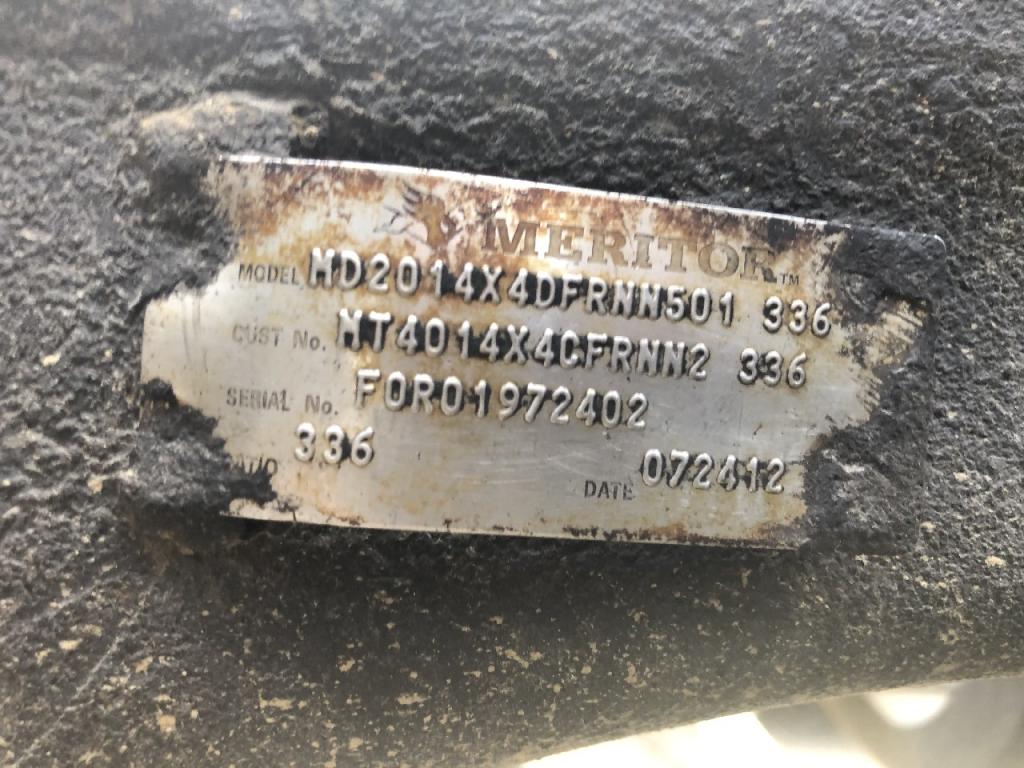 MERITOR™
MODEL MD2014X4DFRNN501 336
CUST No. MT4014X4CFRNN2 336
SERIAL No. FOR01972402
336
DATE 072412